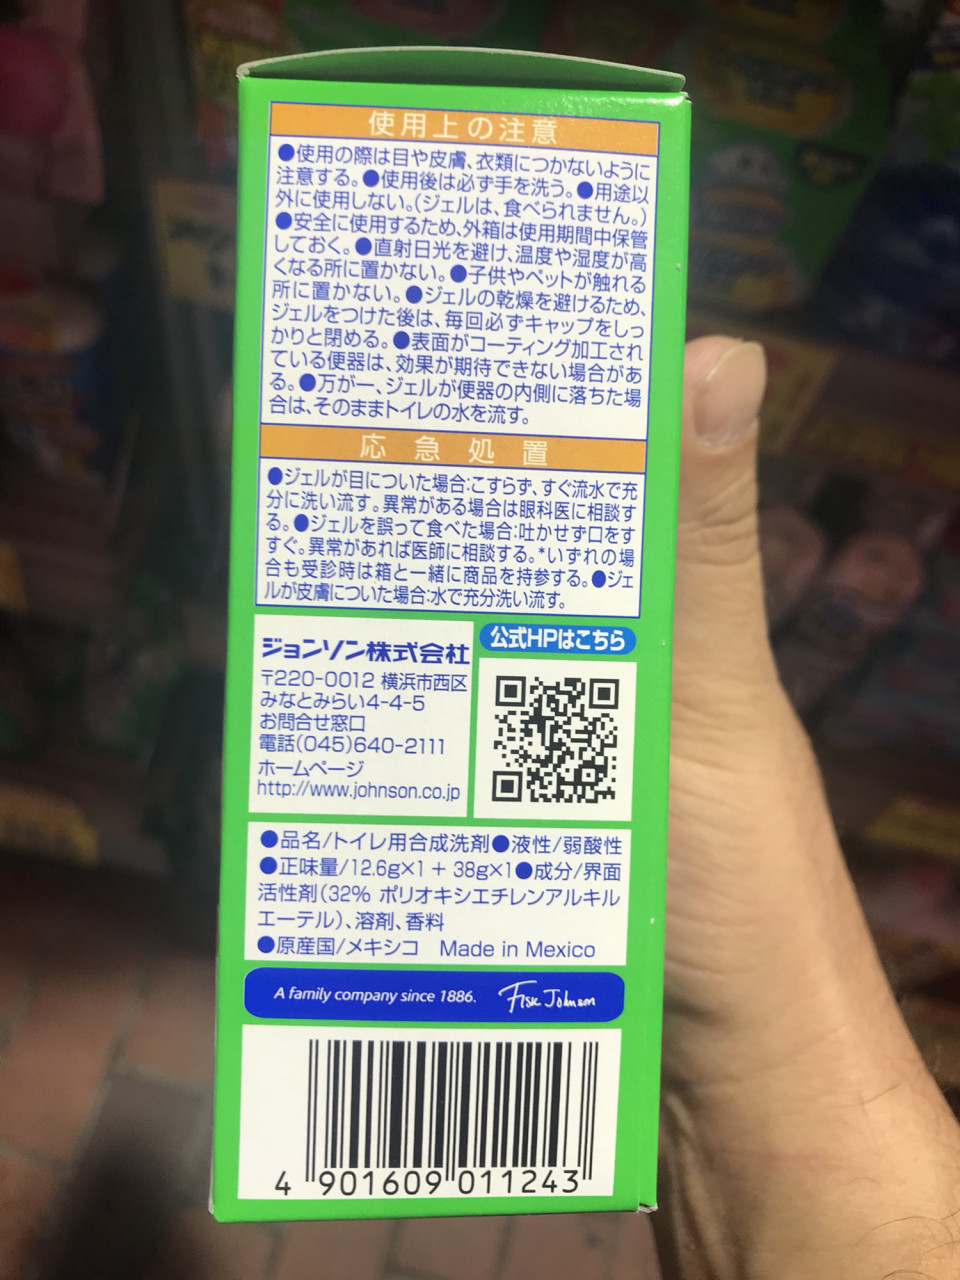 使用上の注意
●使用の際は目や皮膚、衣類につかないように
注意する。●使用後は必ず手を洗う。●用途以
外に使用しない。(ジェルは、食べられません。)
●安全に使用するため、外箱は使用期間中保管
しておく。●直射日光を避け、温度や湿度が高
くなる所に置かない。●子供やペットが触れる
所に置かない。●ジェルの乾燥を避けるため、
ジェルをつけた後は、毎回必ずキャップをしっ
かりと閉める。●表面がコーティング加工され
ている便器は、効果が期待できない場合があ
る。●万が一、ジェルが便器の内側に落ちた場
合は、そのままトイレの水を流す。
応急処置
●ジェルが目についた場合:こすらず、すぐ流水で充
分に洗い流す。異常がある場合は眼科医に相談す
る。●ジェルを誤って食べた場合:吐かせず口をす
すぐ。異常があれば医師に相談する。*いずれの場
合も受診時は箱と一緒に商品を持参する。●ジェ
ルが皮膚についた場合:水で充分洗い流す。
ジョンソン株式会社
〒220-0012 横浜市西区
みなとみらい4-4-5
お問合せ窓口
電話(045)640-2111
ホームページ
http://www.johnson.co.jp
公式HPはこちら
●品名/トイレ用合成洗剤●液性/弱酸性
●正味量/12.6g×1 + 38g×1●成分/界面
活性剤(32% ポリオキシエチレンアルキル
エーテル)、溶剤、香料
●原産国/メキシコ Made in Mexico
A family company since 1886. Fisk Johnson
4 901609 011243